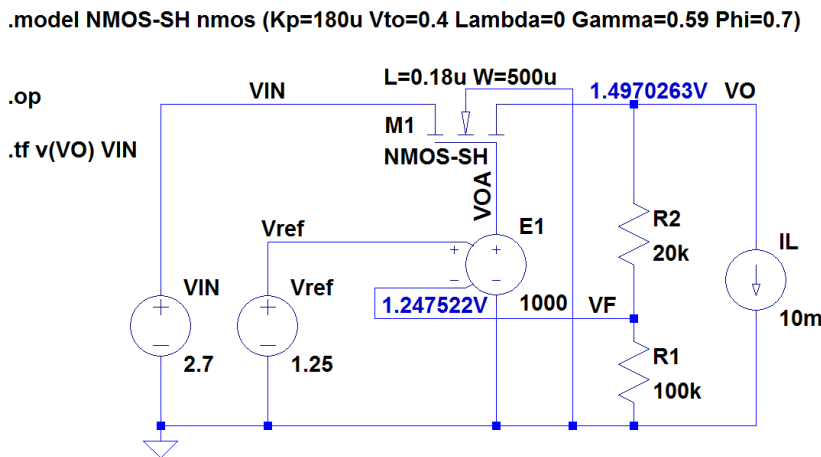 .model NMOS-SH nmos (Kp=180u Vto=0.4 Lambda=0 Gamma=0.59 Phi=0.7)
L=0.18u W=500u
.op
VIN
1.4970263V
VO
M1
.tf v(VO) VIN
NMOS-SH
VOA
Vref
E1
R2
20k
IL
+
+
−
−
VIN
Vref
+
+
1.247522V
1000
VF
10m
−
−
2.7
1.25
R1
100k